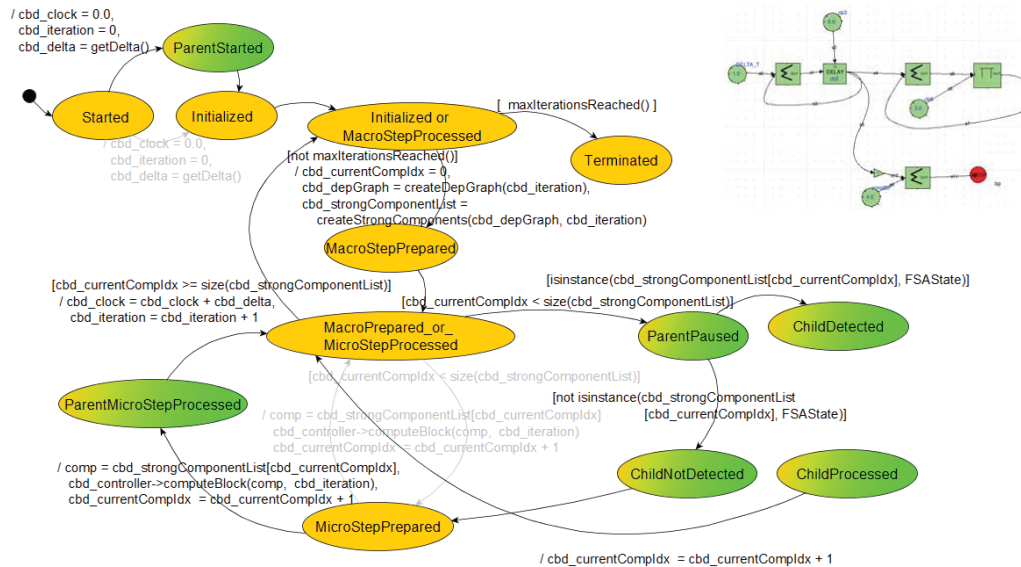 / cbd_clock = 0.0,
cbd_iteration = 0,
cbd_delta = getDelta()
ParentStarted
Started
Initialized
/ cbd_clock = 0.0,
cbd_iteration = 0,
cbd_delta = getDelta()
Initialized or
MacroStepProcessed
[ maxIterationsReached() ]
Terminated
[not maxIterationsReached()]
/ cbd_currentCompIdx = 0,
cbd_depGraph = createDepGraph(cbd_iteration),
cbd_strongComponentList =
createStrongComponents(cbd_depGraph, cbd_iteration)
MacroStepPrepared
[cbd_currentCompIdx >= size(cbd_strongComponentList)]
/ cbd_clock = cbd_clock + cbd_delta,
cbd_iteration = cbd_iteration + 1
[cbd_currentCompIdx < size(cbd_strongComponentList)]
[isinstance(cbd_strongComponentList[cbd_currentCompIdx], FSAState)]
MacroPrepared_or_
MicroStepProcessed
ParentPaused
ChildDetected
[cbd_currentCompIdx < size(cbd_strongComponentList)]
[not isinstance(cbd_strongComponentList
[cbd_currentCompIdx], FSAState)]
ParentMicroStepProcessed
/ comp = cbd_strongComponentList[cbd_currentCompIdx]
cbd_controller->computeBlock(comp, cbd_iteration)
cbd_currentCompIdx = cbd_currentCompIdx + 1
/ comp = cbd_strongComponentList[cbd_currentCompIdx],
cbd_controller->computeBlock(comp, cbd_iteration),
cbd_currentCompIdx = cbd_currentCompIdx + 1
ChildNotDetected
ChildProcessed
MicroStepPrepared
/ cbd_currentCompIdx = cbd_currentCompIdx + 1
DELTA_T
DELAY